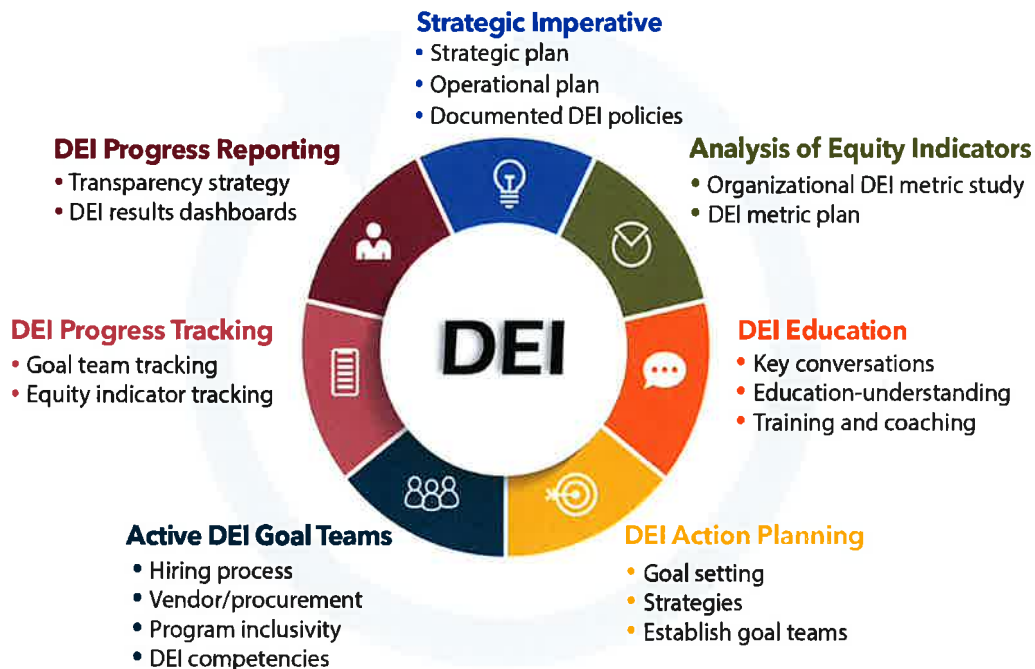 Strategic Imperative
• Strategic plan
• Operational plan
• Documented DEI policies
Analysis of Equity Indicators
• Organizational DEI metric study
• DEI metric plan
DEI Education
• Key conversations
• Education-understanding
• Training and coaching
DEI Action Planning
• Goal setting
• Strategies
• Establish goal teams
Active DEI Goal Teams
• Hiring process
• Vendor/procurement
• Program inclusivity
• DEI competencies
DEI Progress Tracking
• Goal team tracking
• Equity indicator tracking
DEI Progress Reporting
• Transparency strategy
• DEI results dashboards
DEI